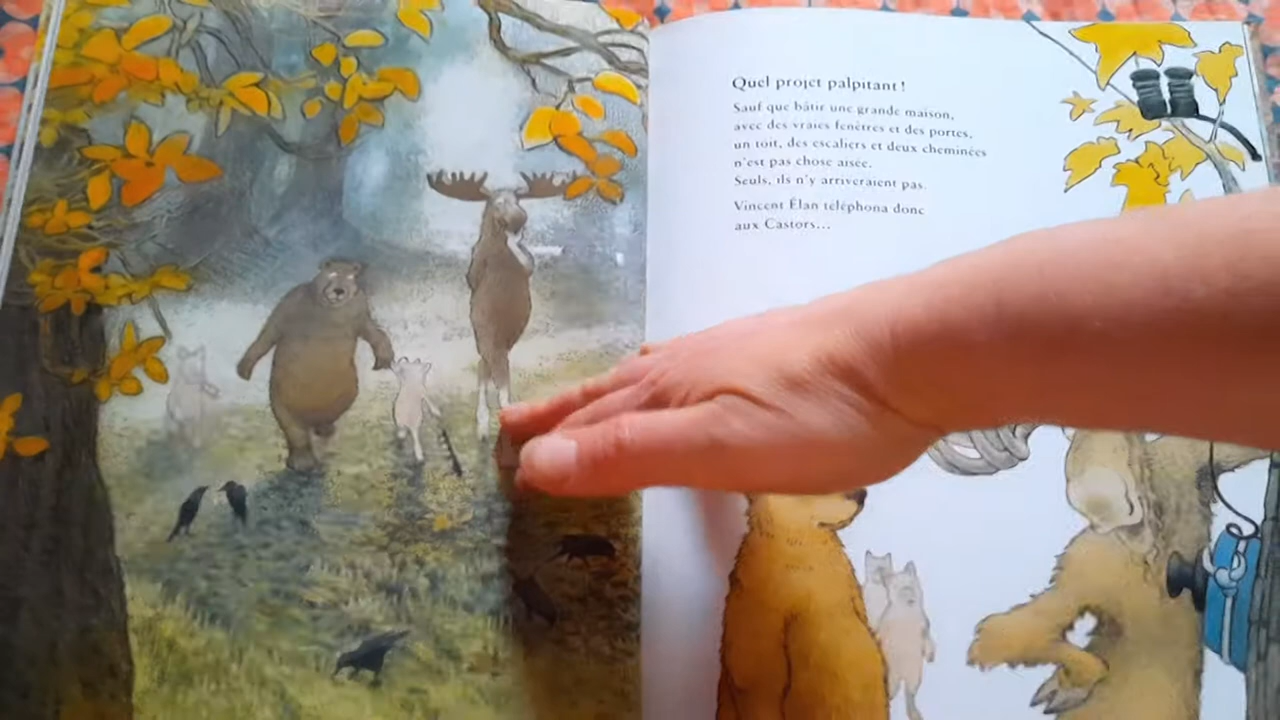 Quel projet palpitant !
Sauf que bâtir une grande maison,
avec des vraies fenêtres et des portes,
un toit, des escaliers et deux cheminées
n'est pas chose aisée.
Seuls, ils n'y arriveraient pas.
Vincent Élan téléphona donc
aux Castors...